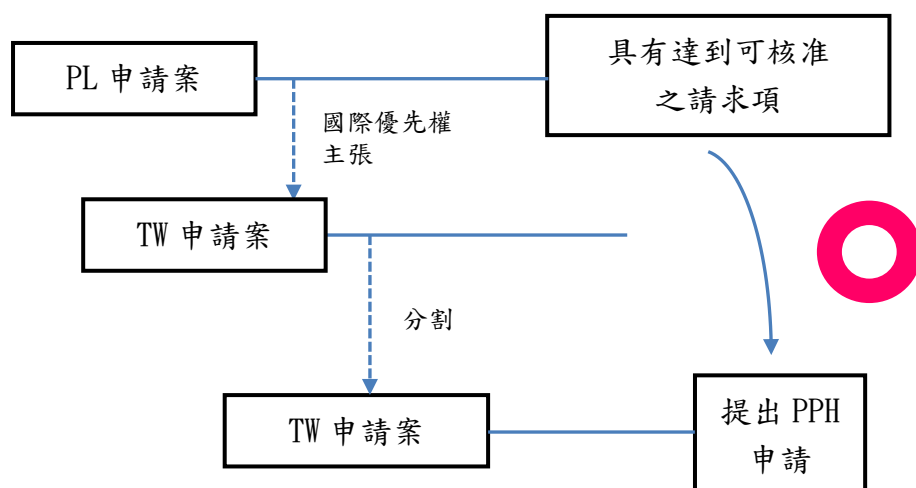 PL 申請案
具有達到可核准
之請求項
國際優先權
主張
TW 申請案
分割
TW 申請案
提出 PPH
申請